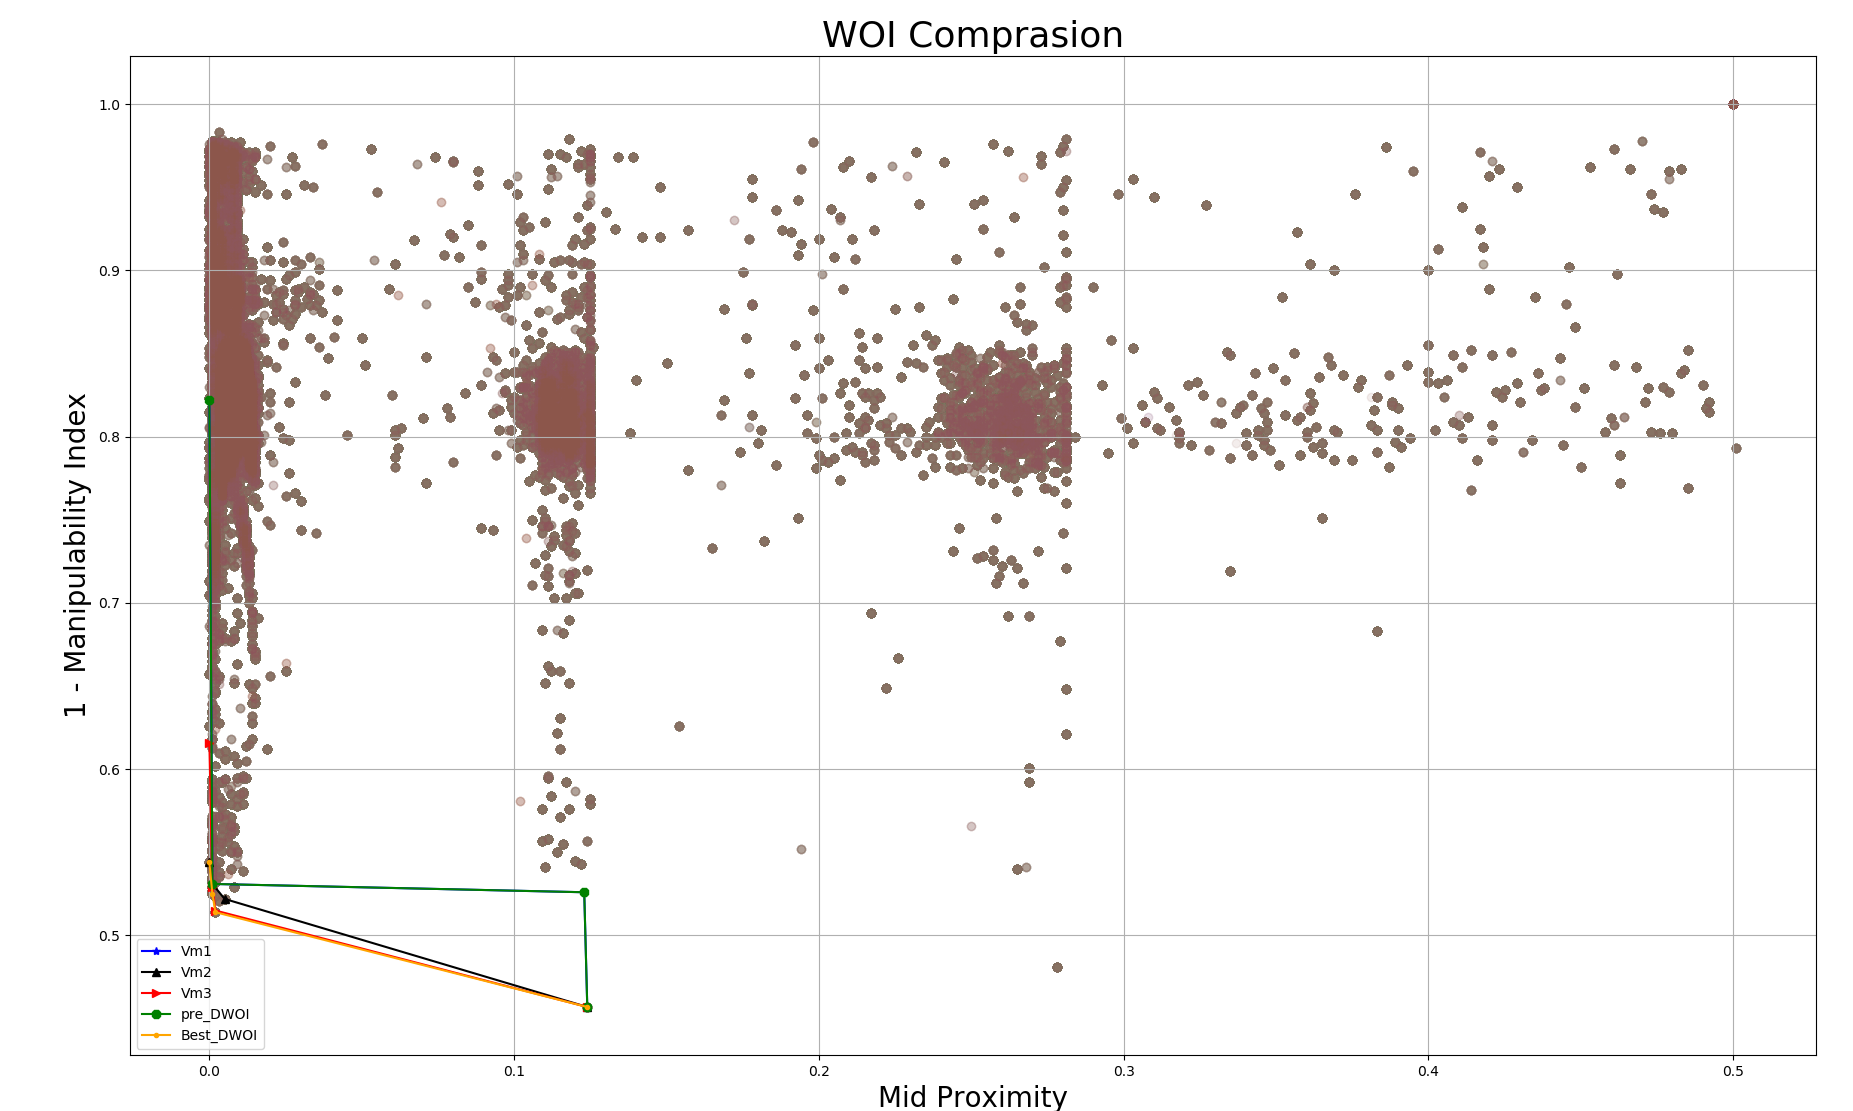 WOI Comprasion
1.0
0.9
0.8
0.7
0.6
0.5
1 - Manipulability Index
Vm1
Vm2
Vm3
pre_DWOI
Best_DWOI
0.0 0.1 0.2 0.3 0.4 0.5
Mid Proximity